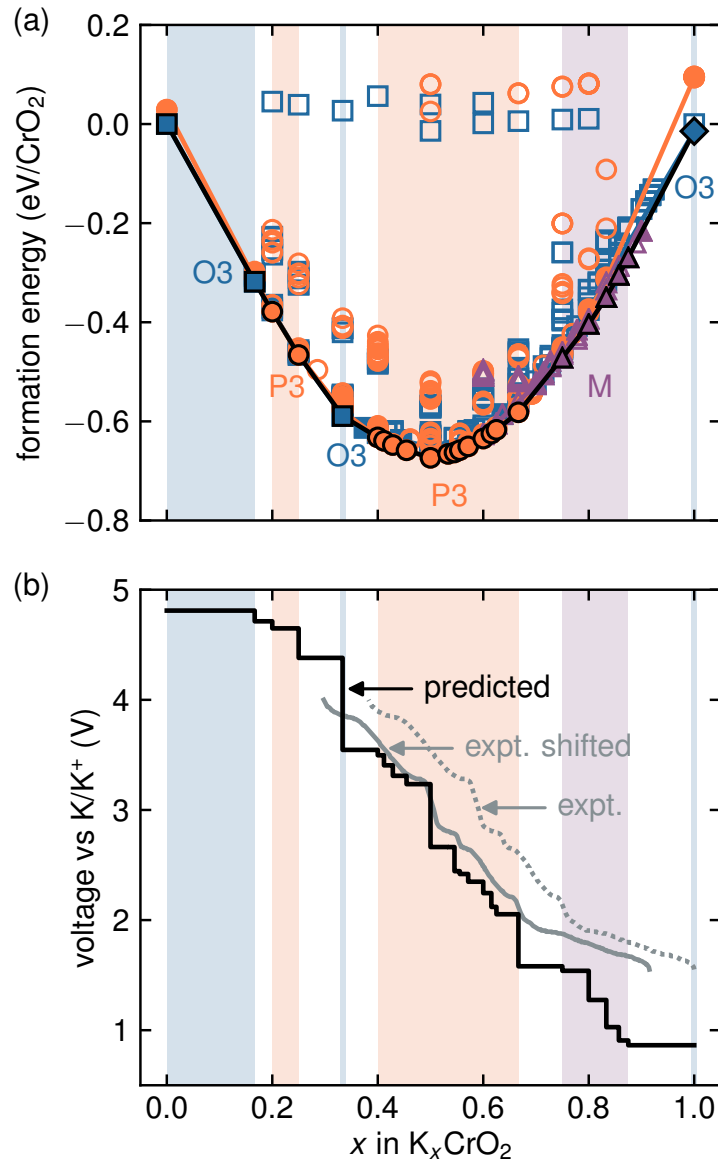 (a)
0.2
0.0
−0.2
−0.4
−0.6
−0.8
formation energy (eV/CrO₂)
O3
P3
O3
P3
M
O3
(b)
5
4
3
2
1
voltage vs K/K⁺ (V)
predicted
expt. shifted
expt.
0.0 0.2 0.4 0.6 0.8 1.0
x in KₓCrO₂